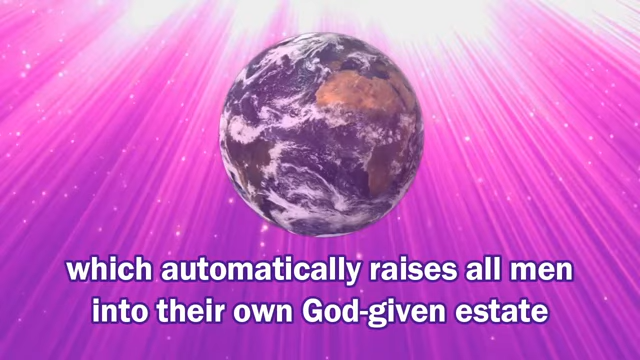 which automatically raises all men
into their own God-given estate